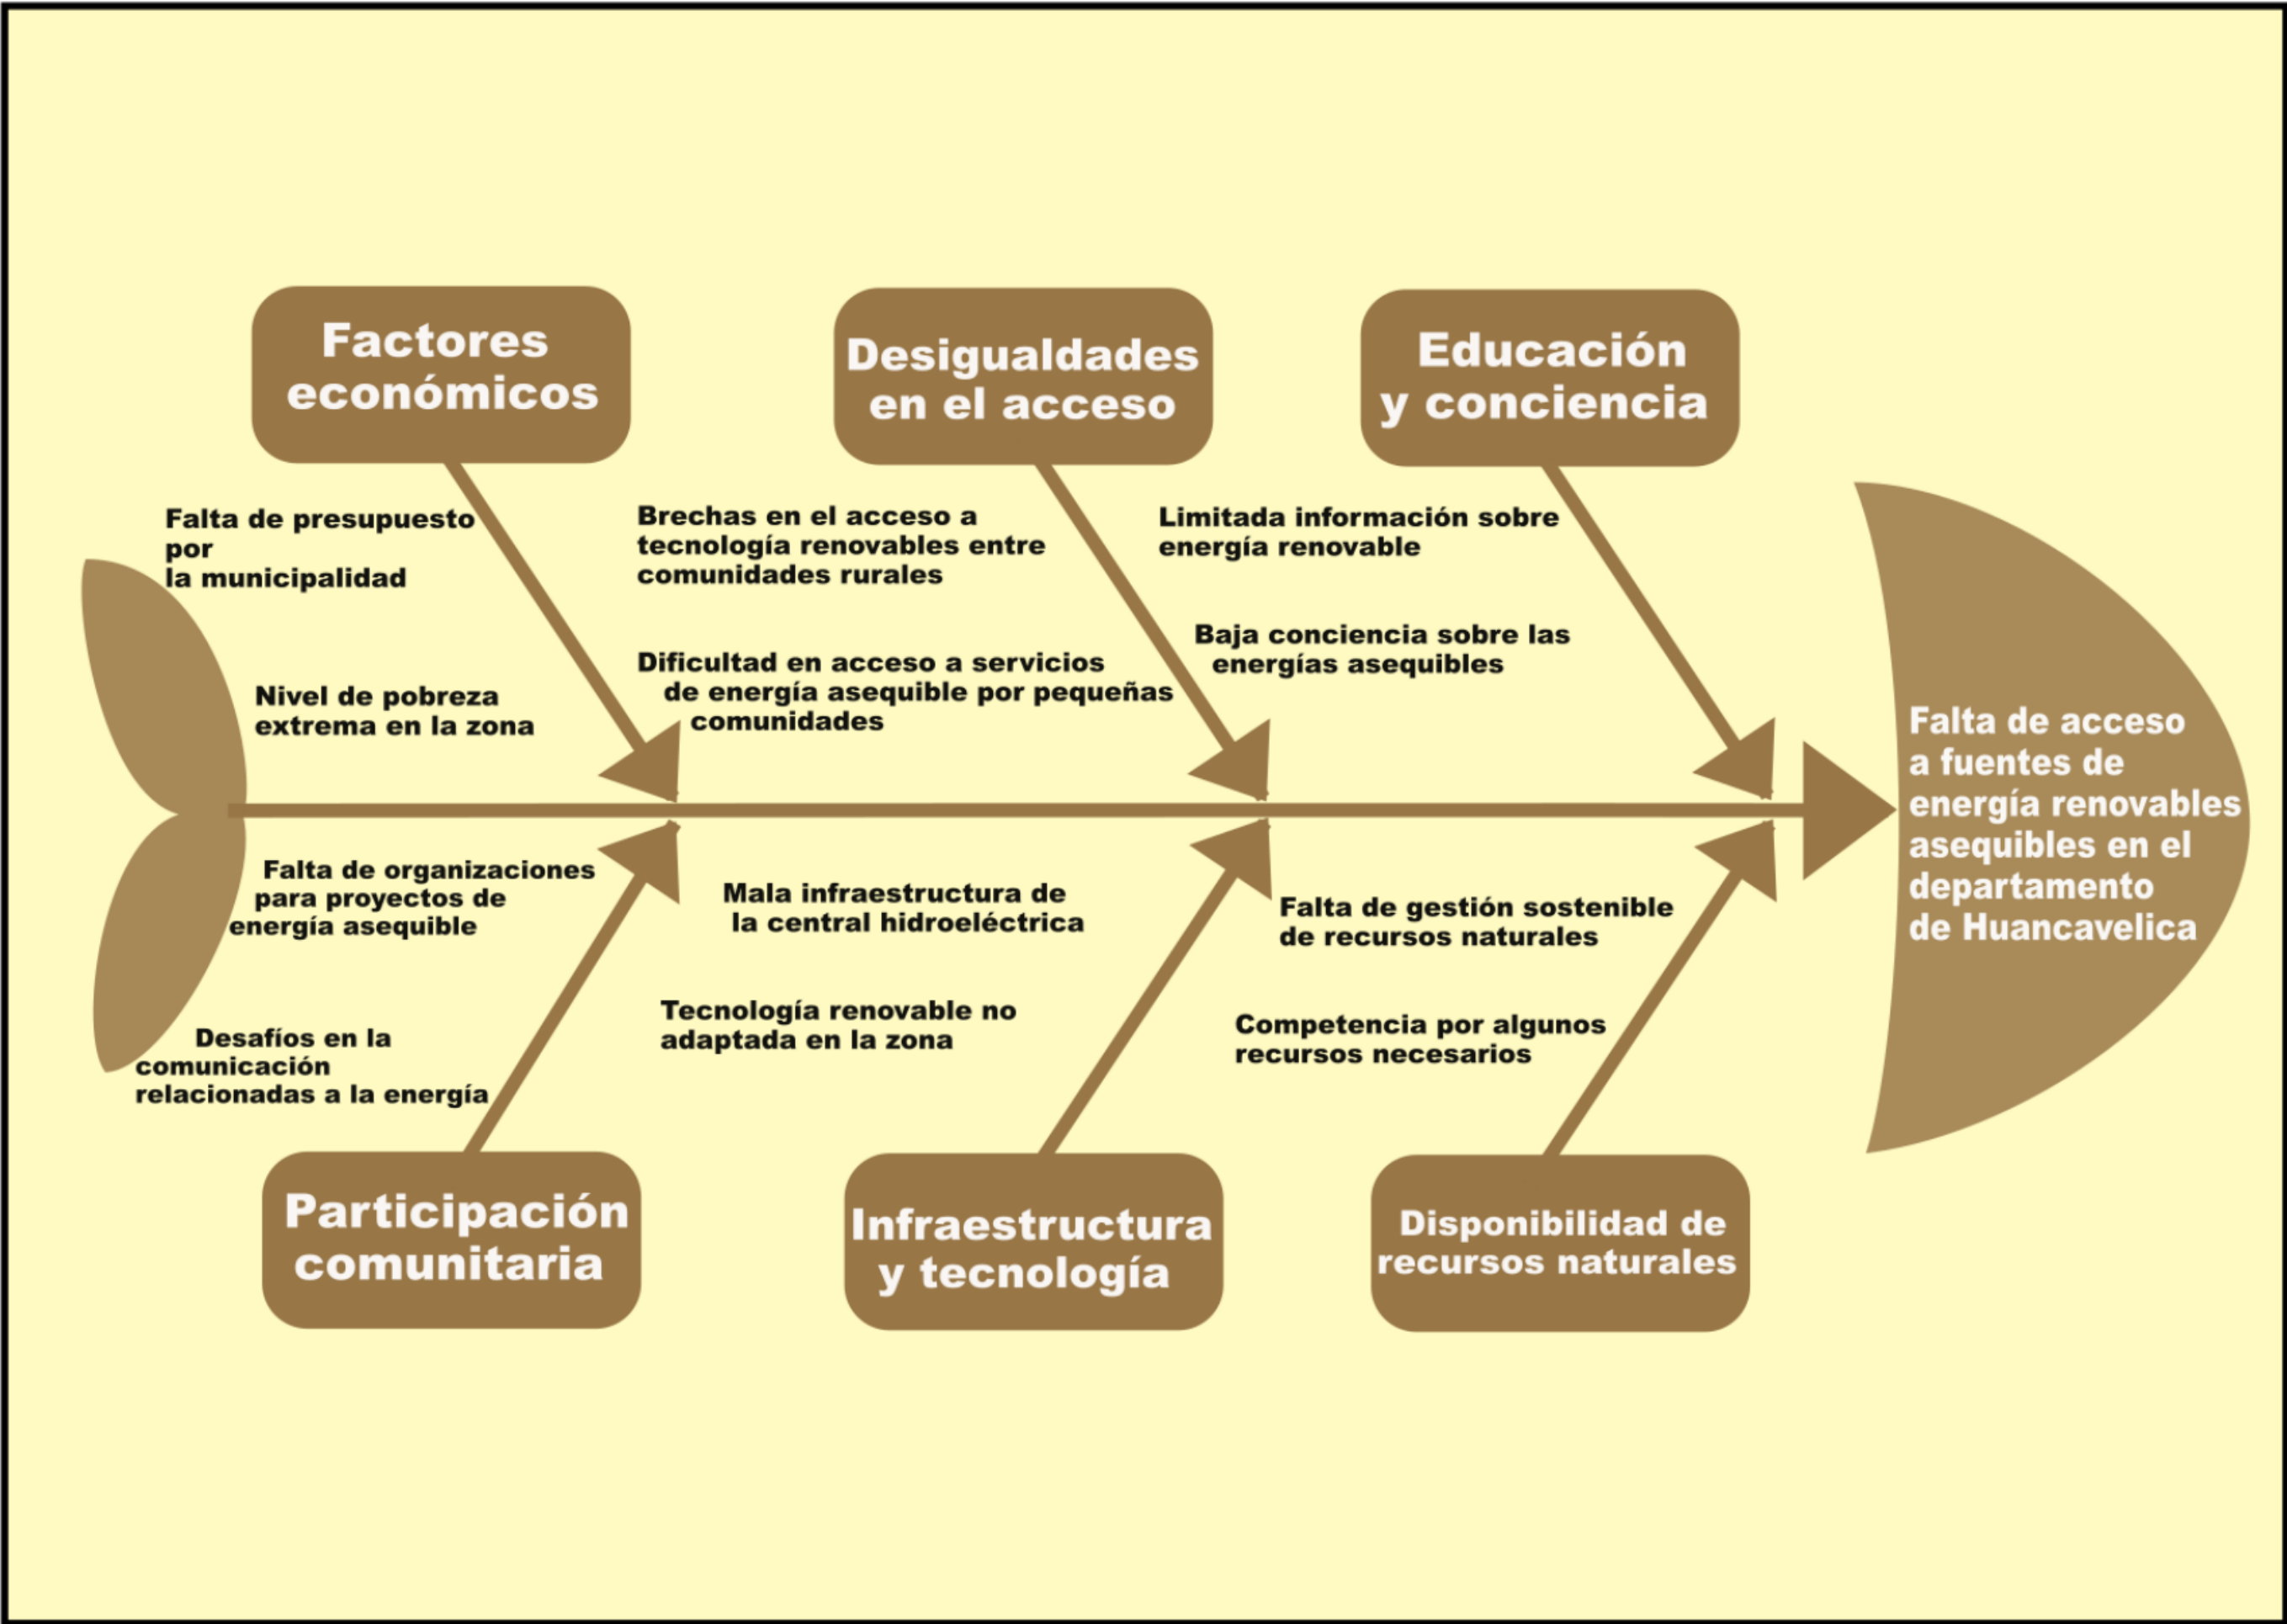 Factores
económicos
Desigualdades
en el acceso
Educación
y conciencia
Falta de presupuesto
por
la municipalidad
Nivel de pobreza
extrema en la zona
Brechas en el acceso a
tecnología renovables entre
comunidades rurales
Dificultad en acceso a servicios
de energía asequible por pequeñas
comunidades
Limitada información sobre
energía renovable
Baja conciencia sobre las
energías asequibles
Falta de acceso
a fuentes de
energía renovables
asequibles en el
departamento
de Huancavelica
Falta de organizaciones
para proyectos de
energía asequible
Desafíos en la
comunicación
relacionadas a la energía
Mala infraestructura de
la central hidroeléctrica
Tecnología renovable no
adaptada en la zona
Falta de gestión sostenible
de recursos naturales
Competencia por algunos
recursos necesarios
Participación
comunitaria
Infraestructura
y tecnología
Disponibilidad de
recursos naturales